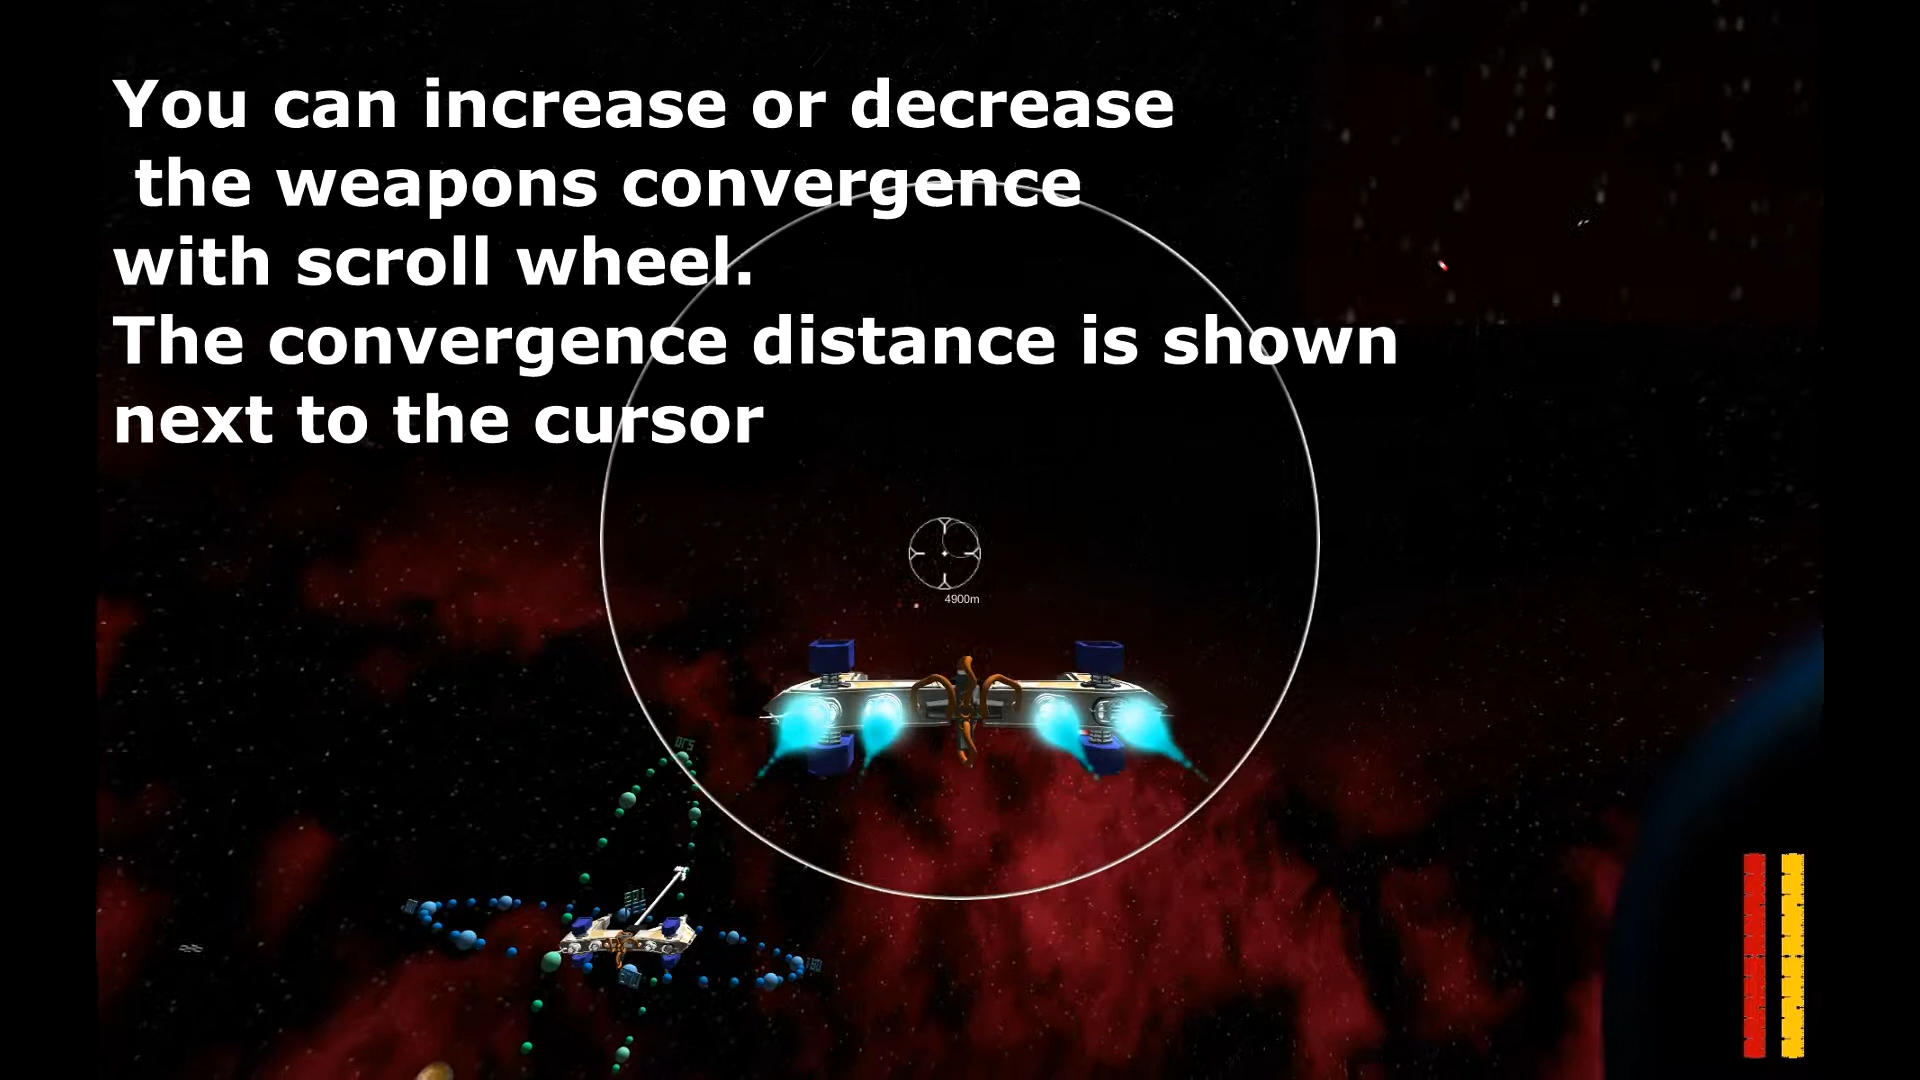 You can increase or decrease
the weapons convergence
with scroll wheel.
The convergence distance is shown
next to the cursor
4900m